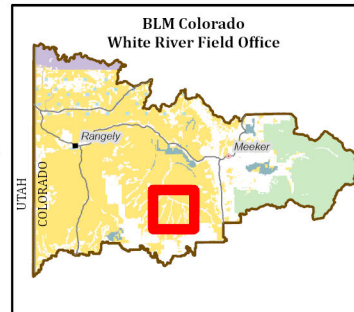 BLM Colorado
White River Field Office
Rangely
Meeker
UTAH
COLORADO